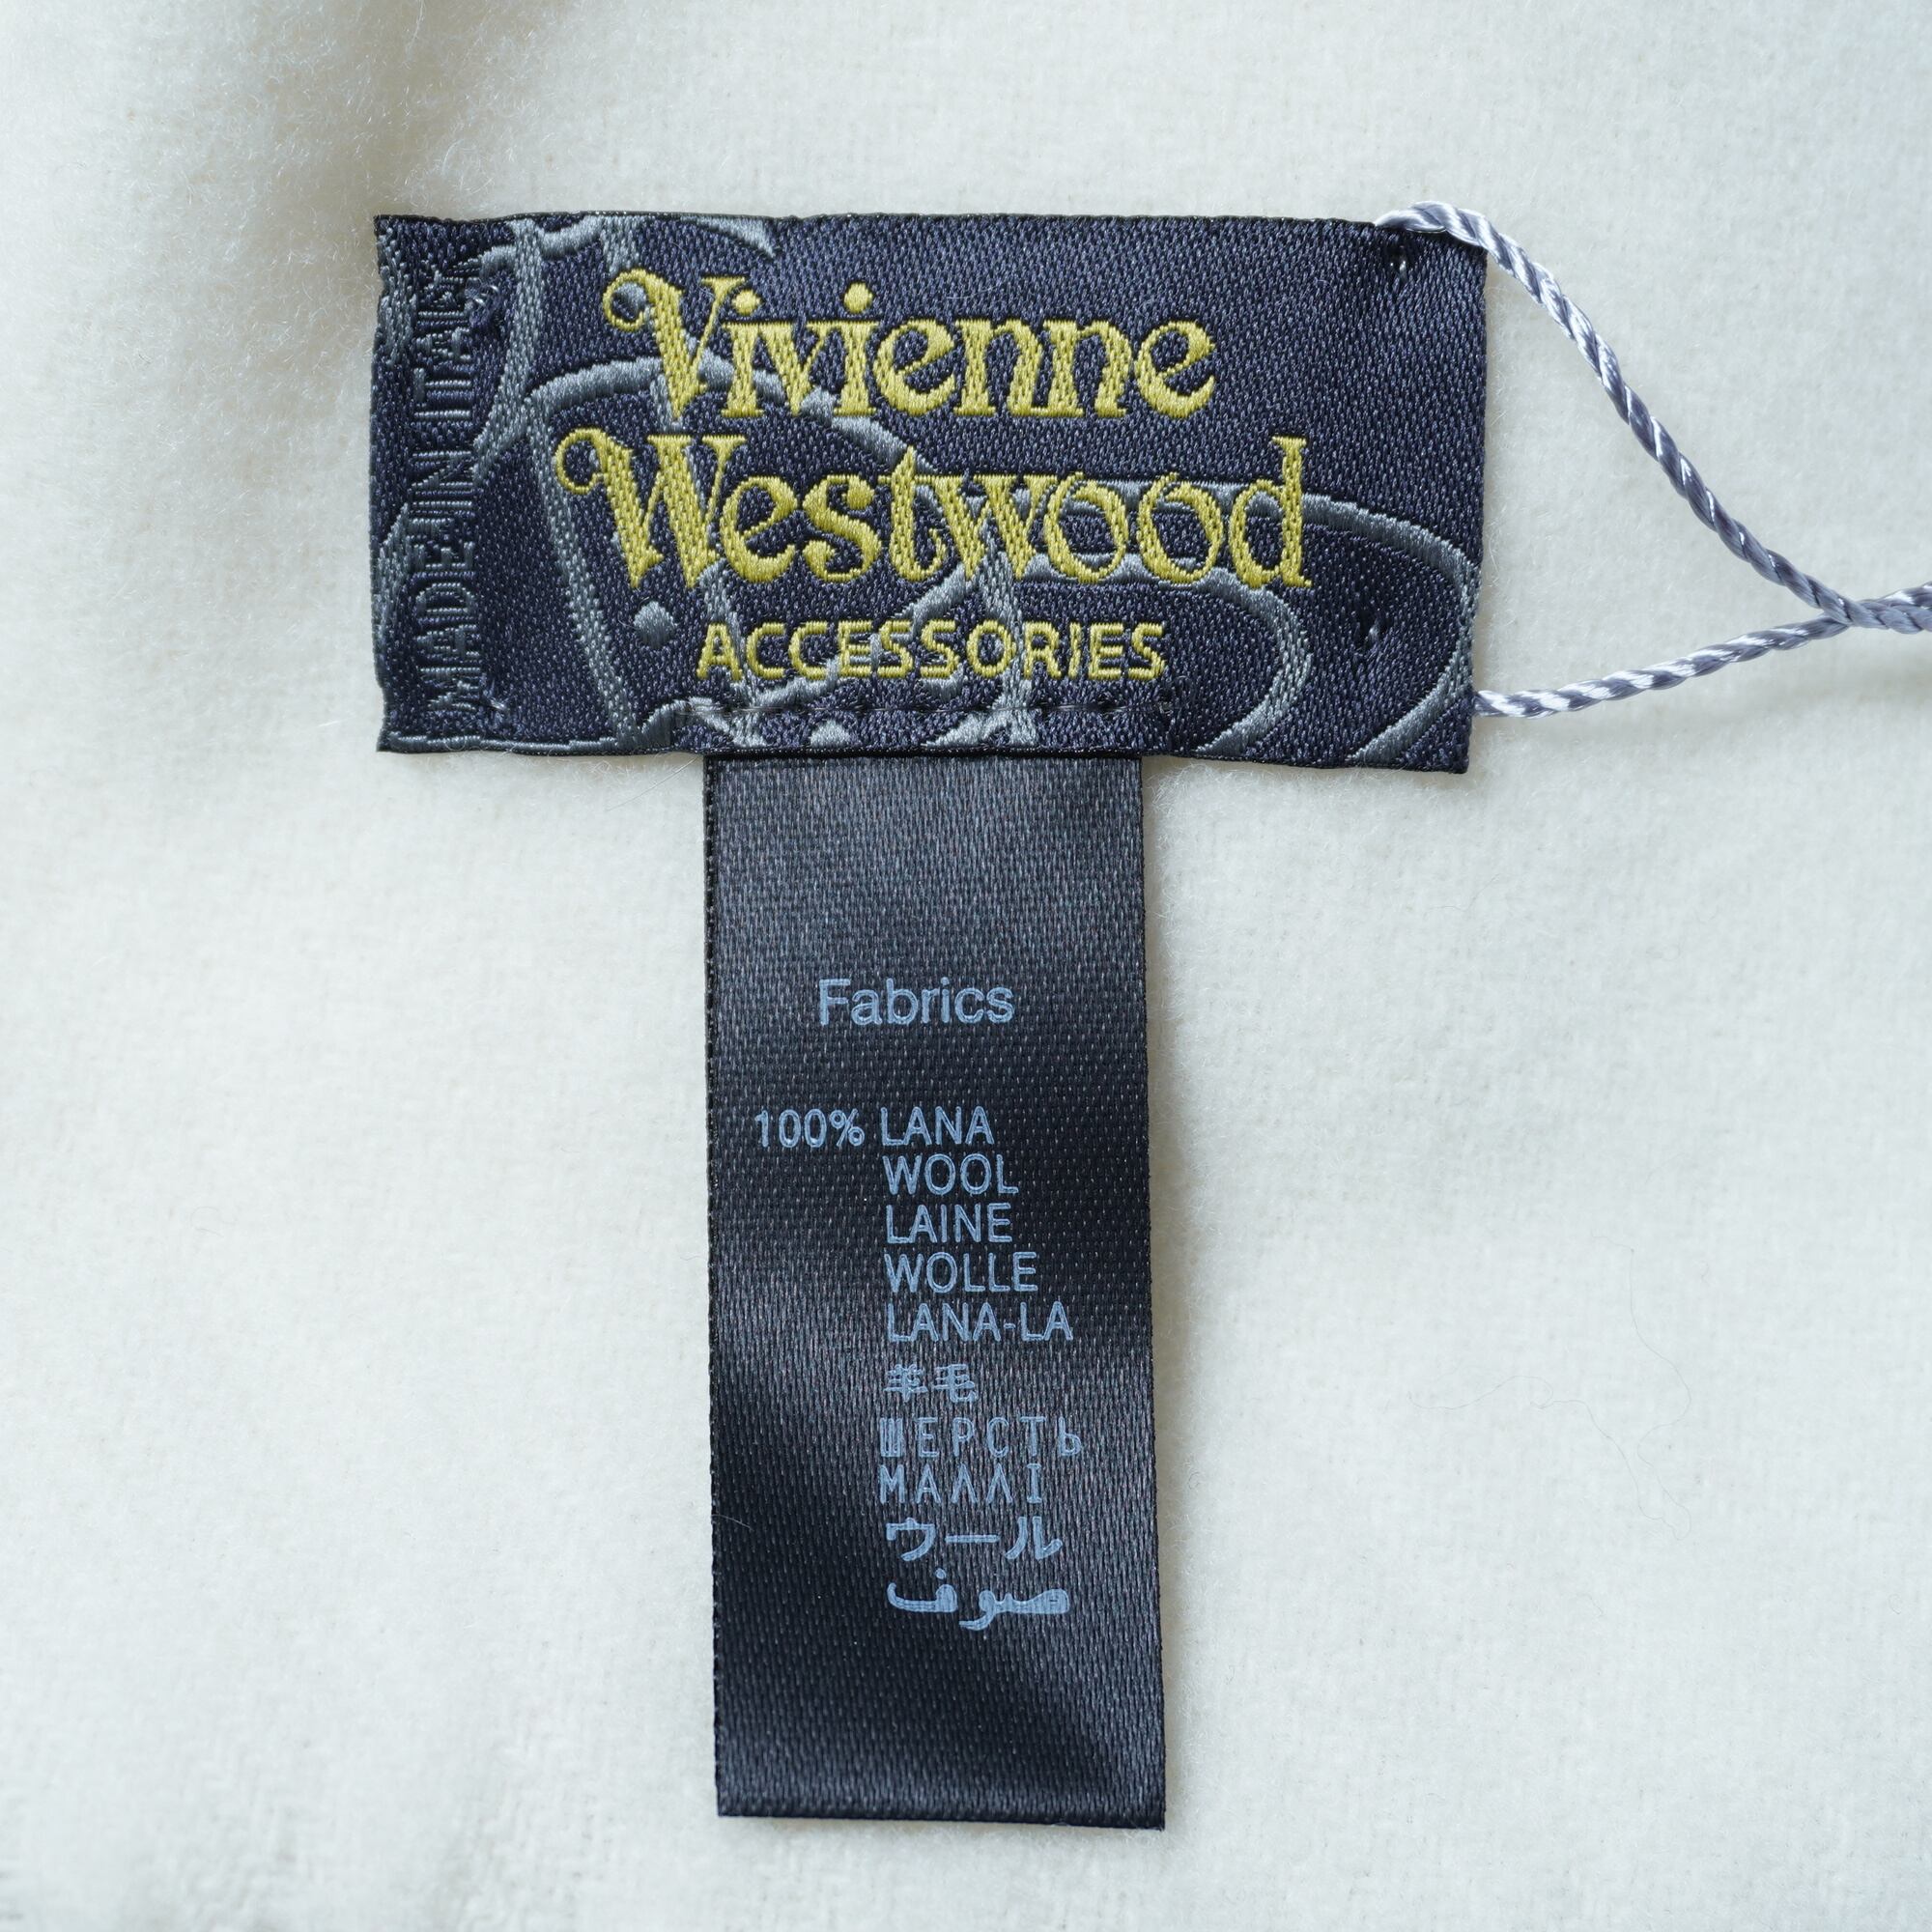 MADE IN ITALY
Vivienne
Westwood
ACCESSORIES
Fabrics
100% LANA
WOOL
LAINE
WOLLE
LANA-LA
羊毛
ШЕРСТЬ
ΜΑΛΛΙ
ウール
صوف